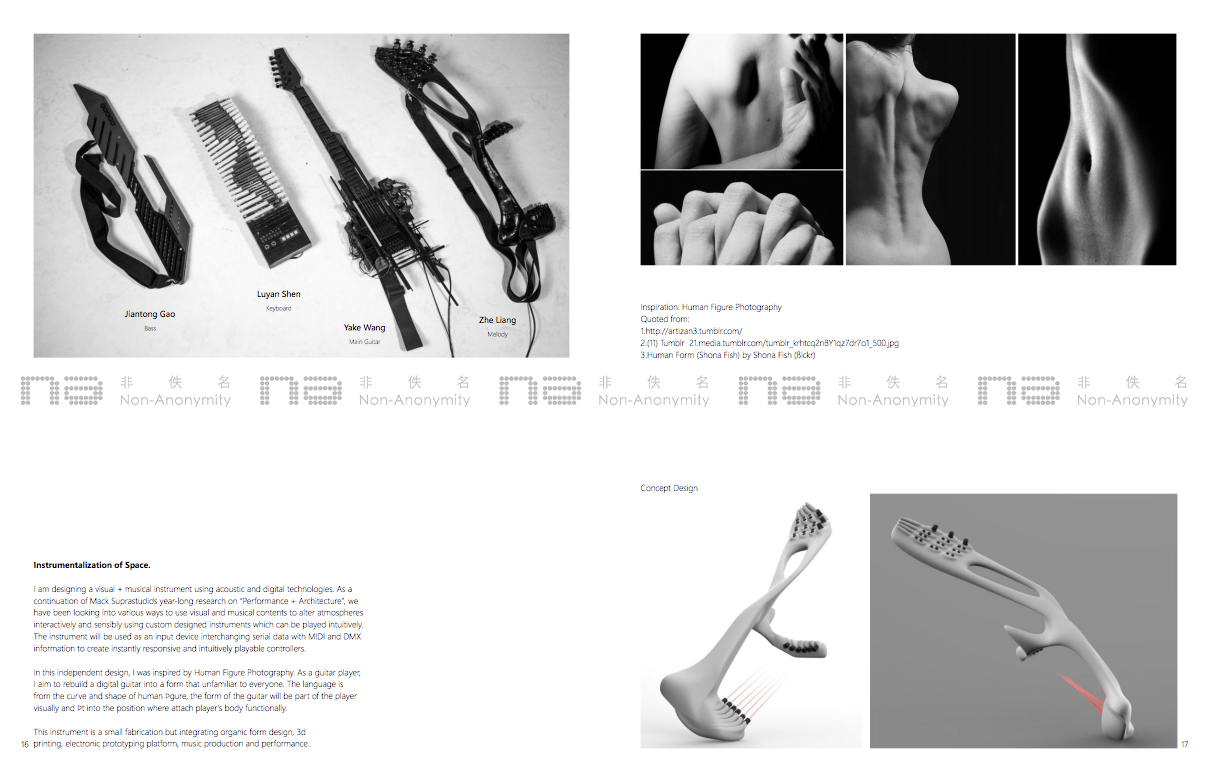 Jiantong Gao
Bass
Luyan Shen
Keyboard
Yake Wang
Main Guitar
Zhe Liang
Melody
Inspiration: Human Figure Photography
Quoted from:
1.http://artizan3.tumblr.com/
2.(11) Tumblr 21.media.tumblr.com/tumblr_krhtcq2n8Y1qz7dr7o1_500.jpg
3.Human Form (Shona Fish) by Shona Fish (ßickr)
na 非佚名 Non-Anonymity
na 非佚名 Non-Anonymity
na 非佚名 Non-Anonymity
na 非佚名 Non-Anonymity
na 非佚名 Non-Anonymity
Instrumentalization of Space.
I am designing a visual + musical instrument using acoustic and digital technologies. As a
continuation of Mack Suprastudiõs year-long research on "Performance + Architecture", we
have been looking into various ways to use visual and musical contents to alter atmospheres
interactively and sensibly using custom designed instruments which can be played intuitively.
The instrument will be used as an input device interchanging serial data with MIDI and DMX
information to create instantly responsive and intuitively playable controllers.
In this independent design, I was inspired by Human Figure Photography. As a guitar player,
I aim to rebuild a digital guitar into a form that unfamiliar to everyone. The language is
from the curve and shape of human Þgure, the form of the guitar will be part of the player
visually and Þt into the position where attach player's body functionally.
This instrument is a small fabrication but integrating organic form design, 3d
printing, electronic prototyping platform, music production and performance.
16
Concept Design
17